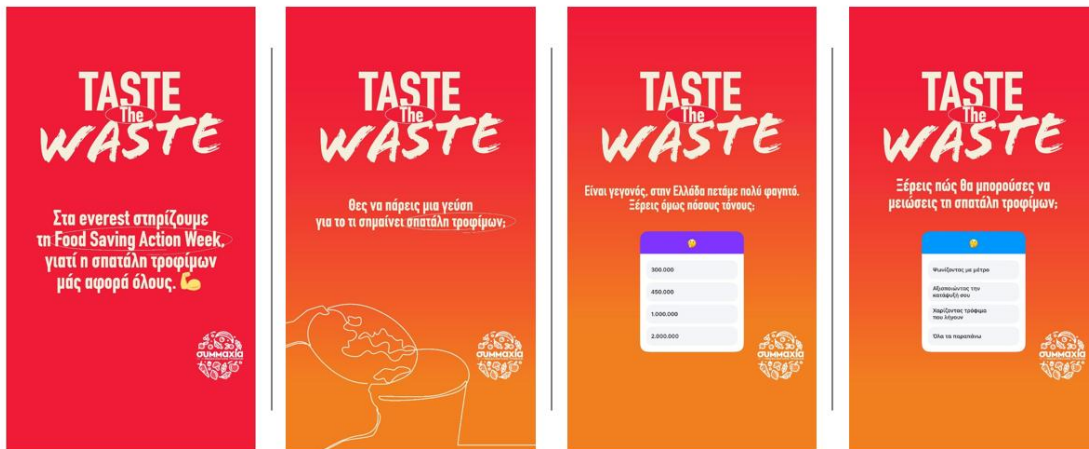 TASTE
The
WASTE
Στα everest στηρίζουμε
τη Food Saving Action Week,
γιατί η σπατάλη τροφίμων
μάς αφορά όλους.
συμμαχία
TASTE
The
WASTE
Θες να πάρεις μια γεύση
για το τι σημαίνει σπατάλη τροφίμων;
συμμαχία
TASTE
The
WASTE
Είναι γεγονός, στην Ελλάδα πετάμε πολύ φαγητό.
Ξέρεις όμως πόσους τόνους;
300.000
450.000
1.000.000
2.000.000
συμμαχία
TASTE
The
WASTE
Ξέρεις πώς θα μπορούσες να
μειώσεις τη σπατάλη τροφίμων;
Ψωνίζοντας με μέτρο
Αξιοποιώντας την
κατάψυξή σου
Χαρίζοντας τρόφιμα
που λήγουν
Όλα τα παραπάνω
συμμαχία